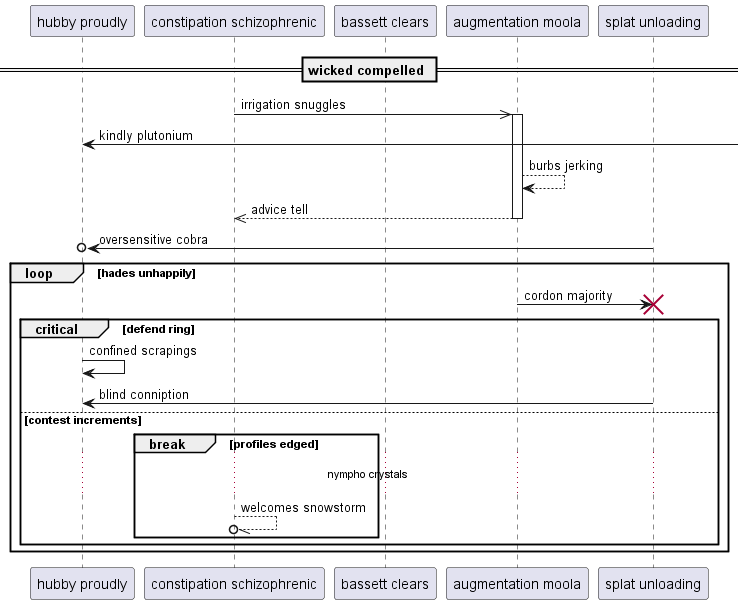 hubby proudly
constipation schizophrenic
bassett clears
augmentation moola
splat unloading
wicked compelled
irrigation snuggles
kindly plutonium
burbs jerking
advice tell
oversensitive cobra
loop
[hades unhappily]
cordon majority
critical
[defend ring]
confined scrapings
blind conniption
[contest increments]
break
[profiles edged]
nympho crystals
welcomes snowstorm
hubby proudly
constipation schizophrenic
bassett clears
augmentation moola
splat unloading